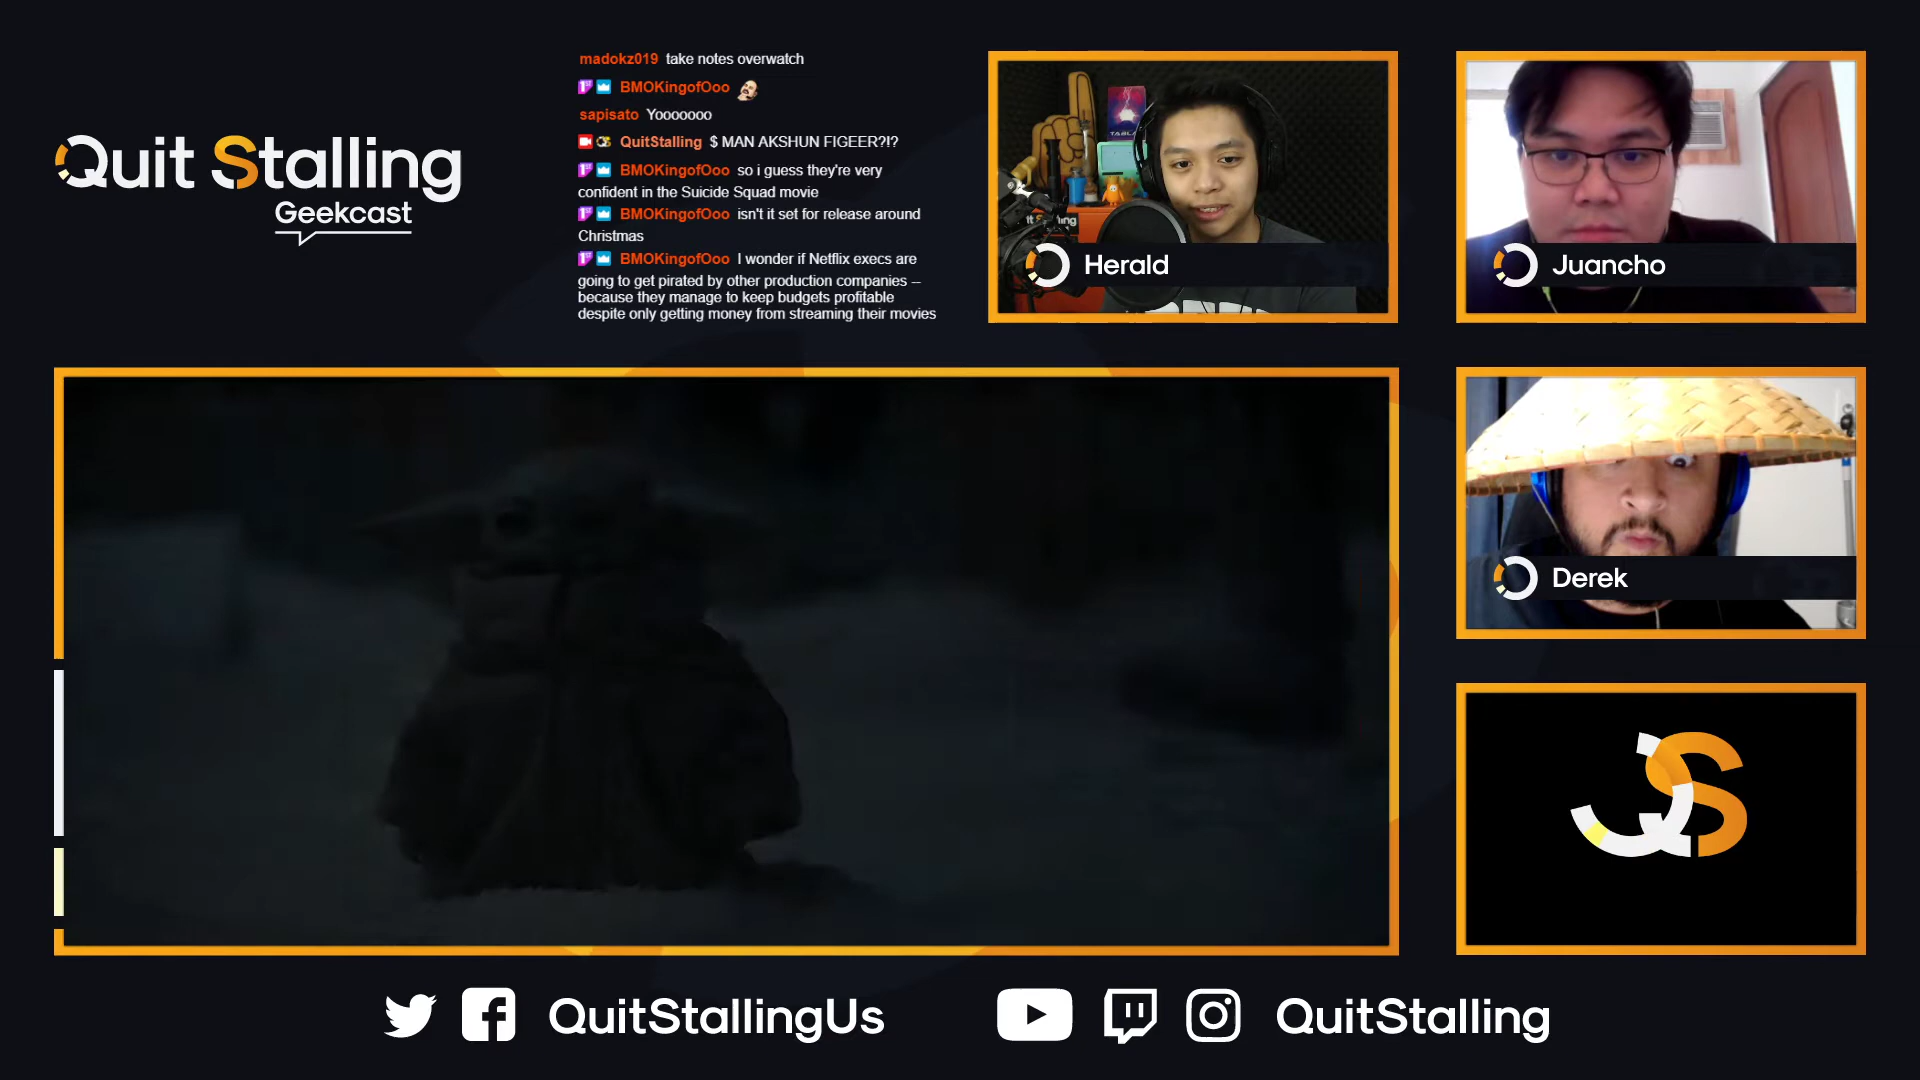 Quit Stalling
Geekcast
madokz019 take notes overwatch
BMOKingofOoo
sapisato Yooooooo
QuitStalling $ MAN AKSHUN FIGEER?!?
BMOKingofOoo so i guess they're very
confident in the Suicide Squad movie
BMOKingofOoo isn't it set for release around
Christmas
BMOKingofOoo I wonder if Netflix execs are
going to get pirated by other production companies --
because they manage to keep budgets profitable
despite only getting money from streaming their movies
Herald
Juancho
Derek
QS
QuitStallingUs
QuitStalling